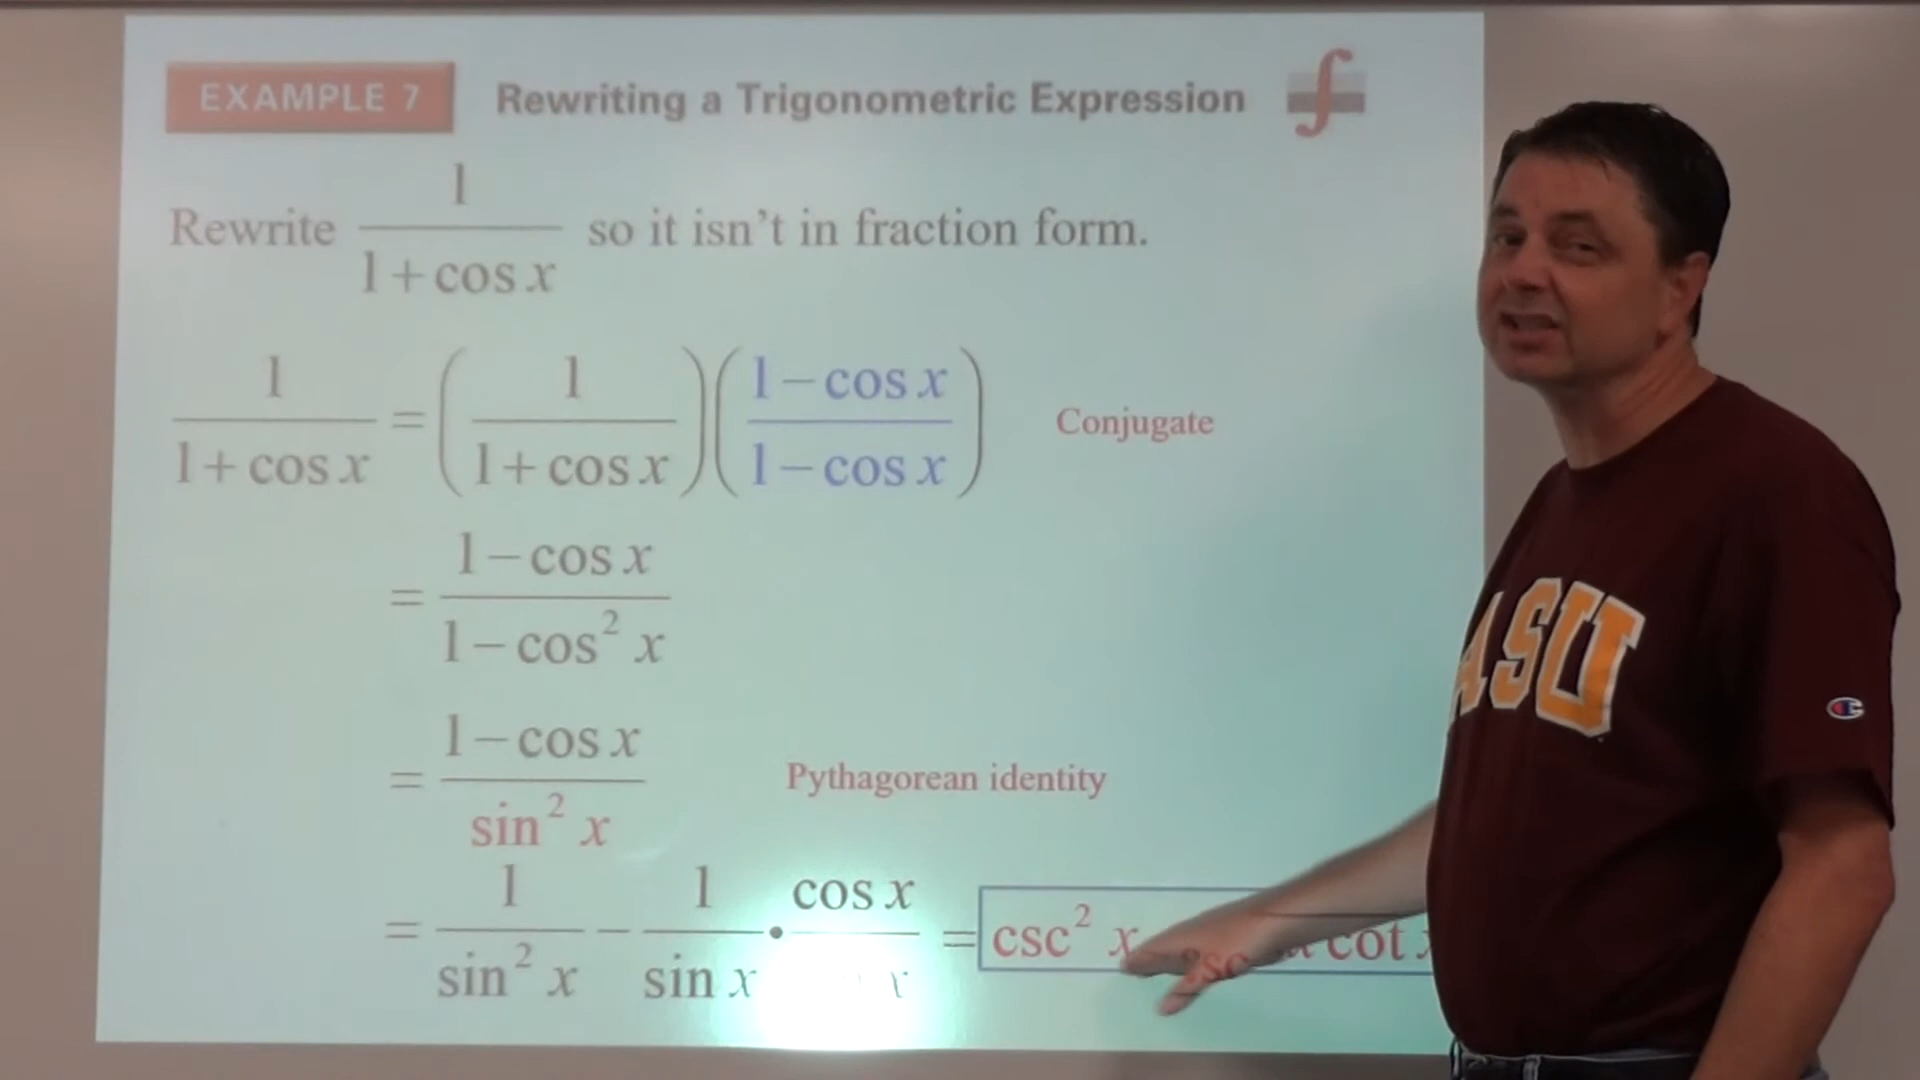 EXAMPLE 7 Rewriting a Trigonometric Expression
Rewrite 1/(1 + cos x) so it isn't in fraction form.
1/(1 + cos x) = (1/(1 + cos x))((1 − cos x)/(1 − cos x)) Conjugate
= (1 − cos x)/(1 − cos² x)
= (1 − cos x)/(sin² x) Pythagorean identity
= 1/(sin² x) − 1/(sin x) • cos x/x = csc² x cot
ASU